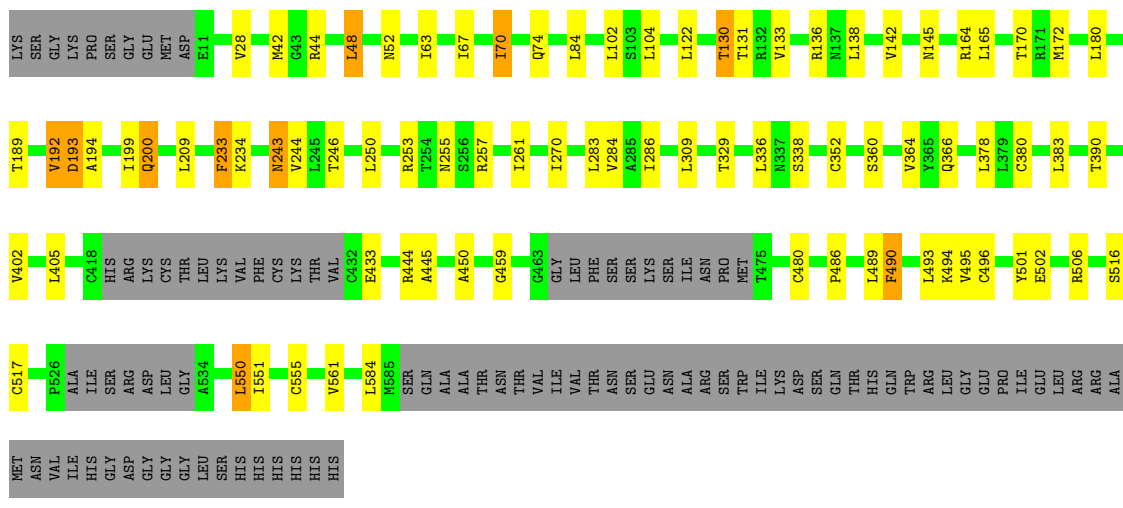 LYS SER GLY LYS PRO SER GLY GLU MET ASP E11 V28 M42 G43 R44 L48 N52 I63 I67 I70 Q74 L84 L102 S103 L104 L122 T130 T131 R132 V133 R136 N137 L138 V142 N145 R164 L165 T170 R171 M172 L180
T189 V192 D193 A194 I199 Q200 L209 F233 K234 N243 V244 L245 T246 L250 R253 T254 N255 S256 R257 I261 I270 L283 V284 A285 I286 L309 T329 L336 N337 S338 C352 S360 V364 Y365 Q366 L378 L379 C380 L383 T390
V402 L405 C418 HIS ARG LYS CYS THR LEU LYS VAL PHE CYS LYS THR VAL C432 E433 R444 A445 A450 G459 G463 GLY LEU PHE SER SER LYS SER ILE ASN PRO MET T475 C480 P486 L489 F490 L493 K494 V495 C496 Y501 E502 R506 S516
C517 P526 ALA ILE SER ARG ASP LEU GLY A534 L550 I551 C555 V561 L584 M585 SER GLN ALA ALA THR ASN THR VAL ILE VAL THR ASN SER GLU ASN ALA ARG SER TRP ILE LYS ASP SER GLN THR HIS GLN TRP ARG LEU GLY GLU PRO ILE GLU LEU ARG ARG ALA
MET ASN VAL ILE HIS GLY ASP GLY GLY GLY LEU SER HIS HIS HIS HIS HIS HIS